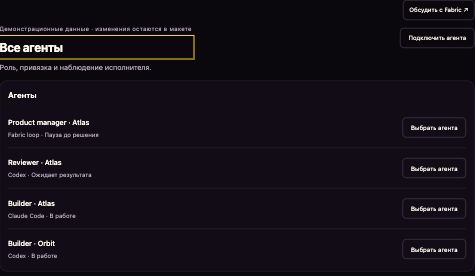 Обсудить с Fabric ↗
Демонстрационные данные · изменения остаются в макете
Все агенты
Подключить агента
Роль, привязка и наблюдение исполнителя.
Агенты
Product manager · Atlas
Fabric loop · Пауза до решения
Выбрать агента
Reviewer · Atlas
Codex · Ожидает результата
Выбрать агента
Builder · Atlas
Claude Code · В работе
Выбрать агента
Builder · Orbit
Codex · В работе
Выбрать агента